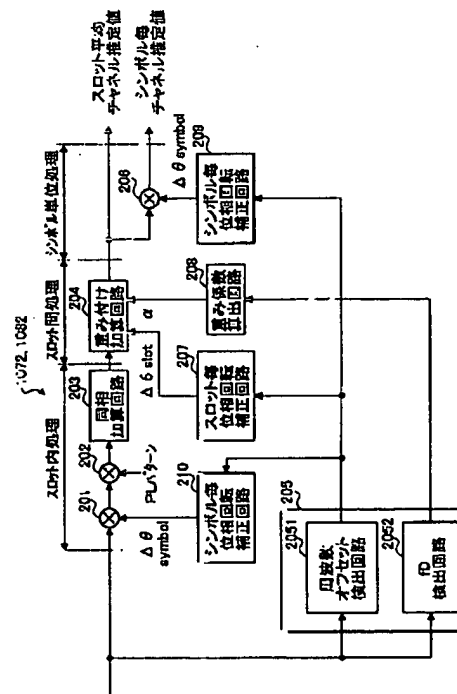 1072, 1082
スロット内処理
スロット間処理
シンボル単位処理
スロット平均
チャネル推定値
シンボル毎
チャネル推定値
201
202
203
同相
加算回路
204
重み付け
加算回路
206
PLパターン
Δθ
symbol
Δθ slot
α
Δθ symbol
210
シンボル毎
位相回転
補正回路
207
スロット毎
位相回転
補正回路
208
重み係数
算出回路
209
シンボル毎
位相回転
補正回路
205
2051
周波数
オフセット
検出回路
2052
fD
検出回路